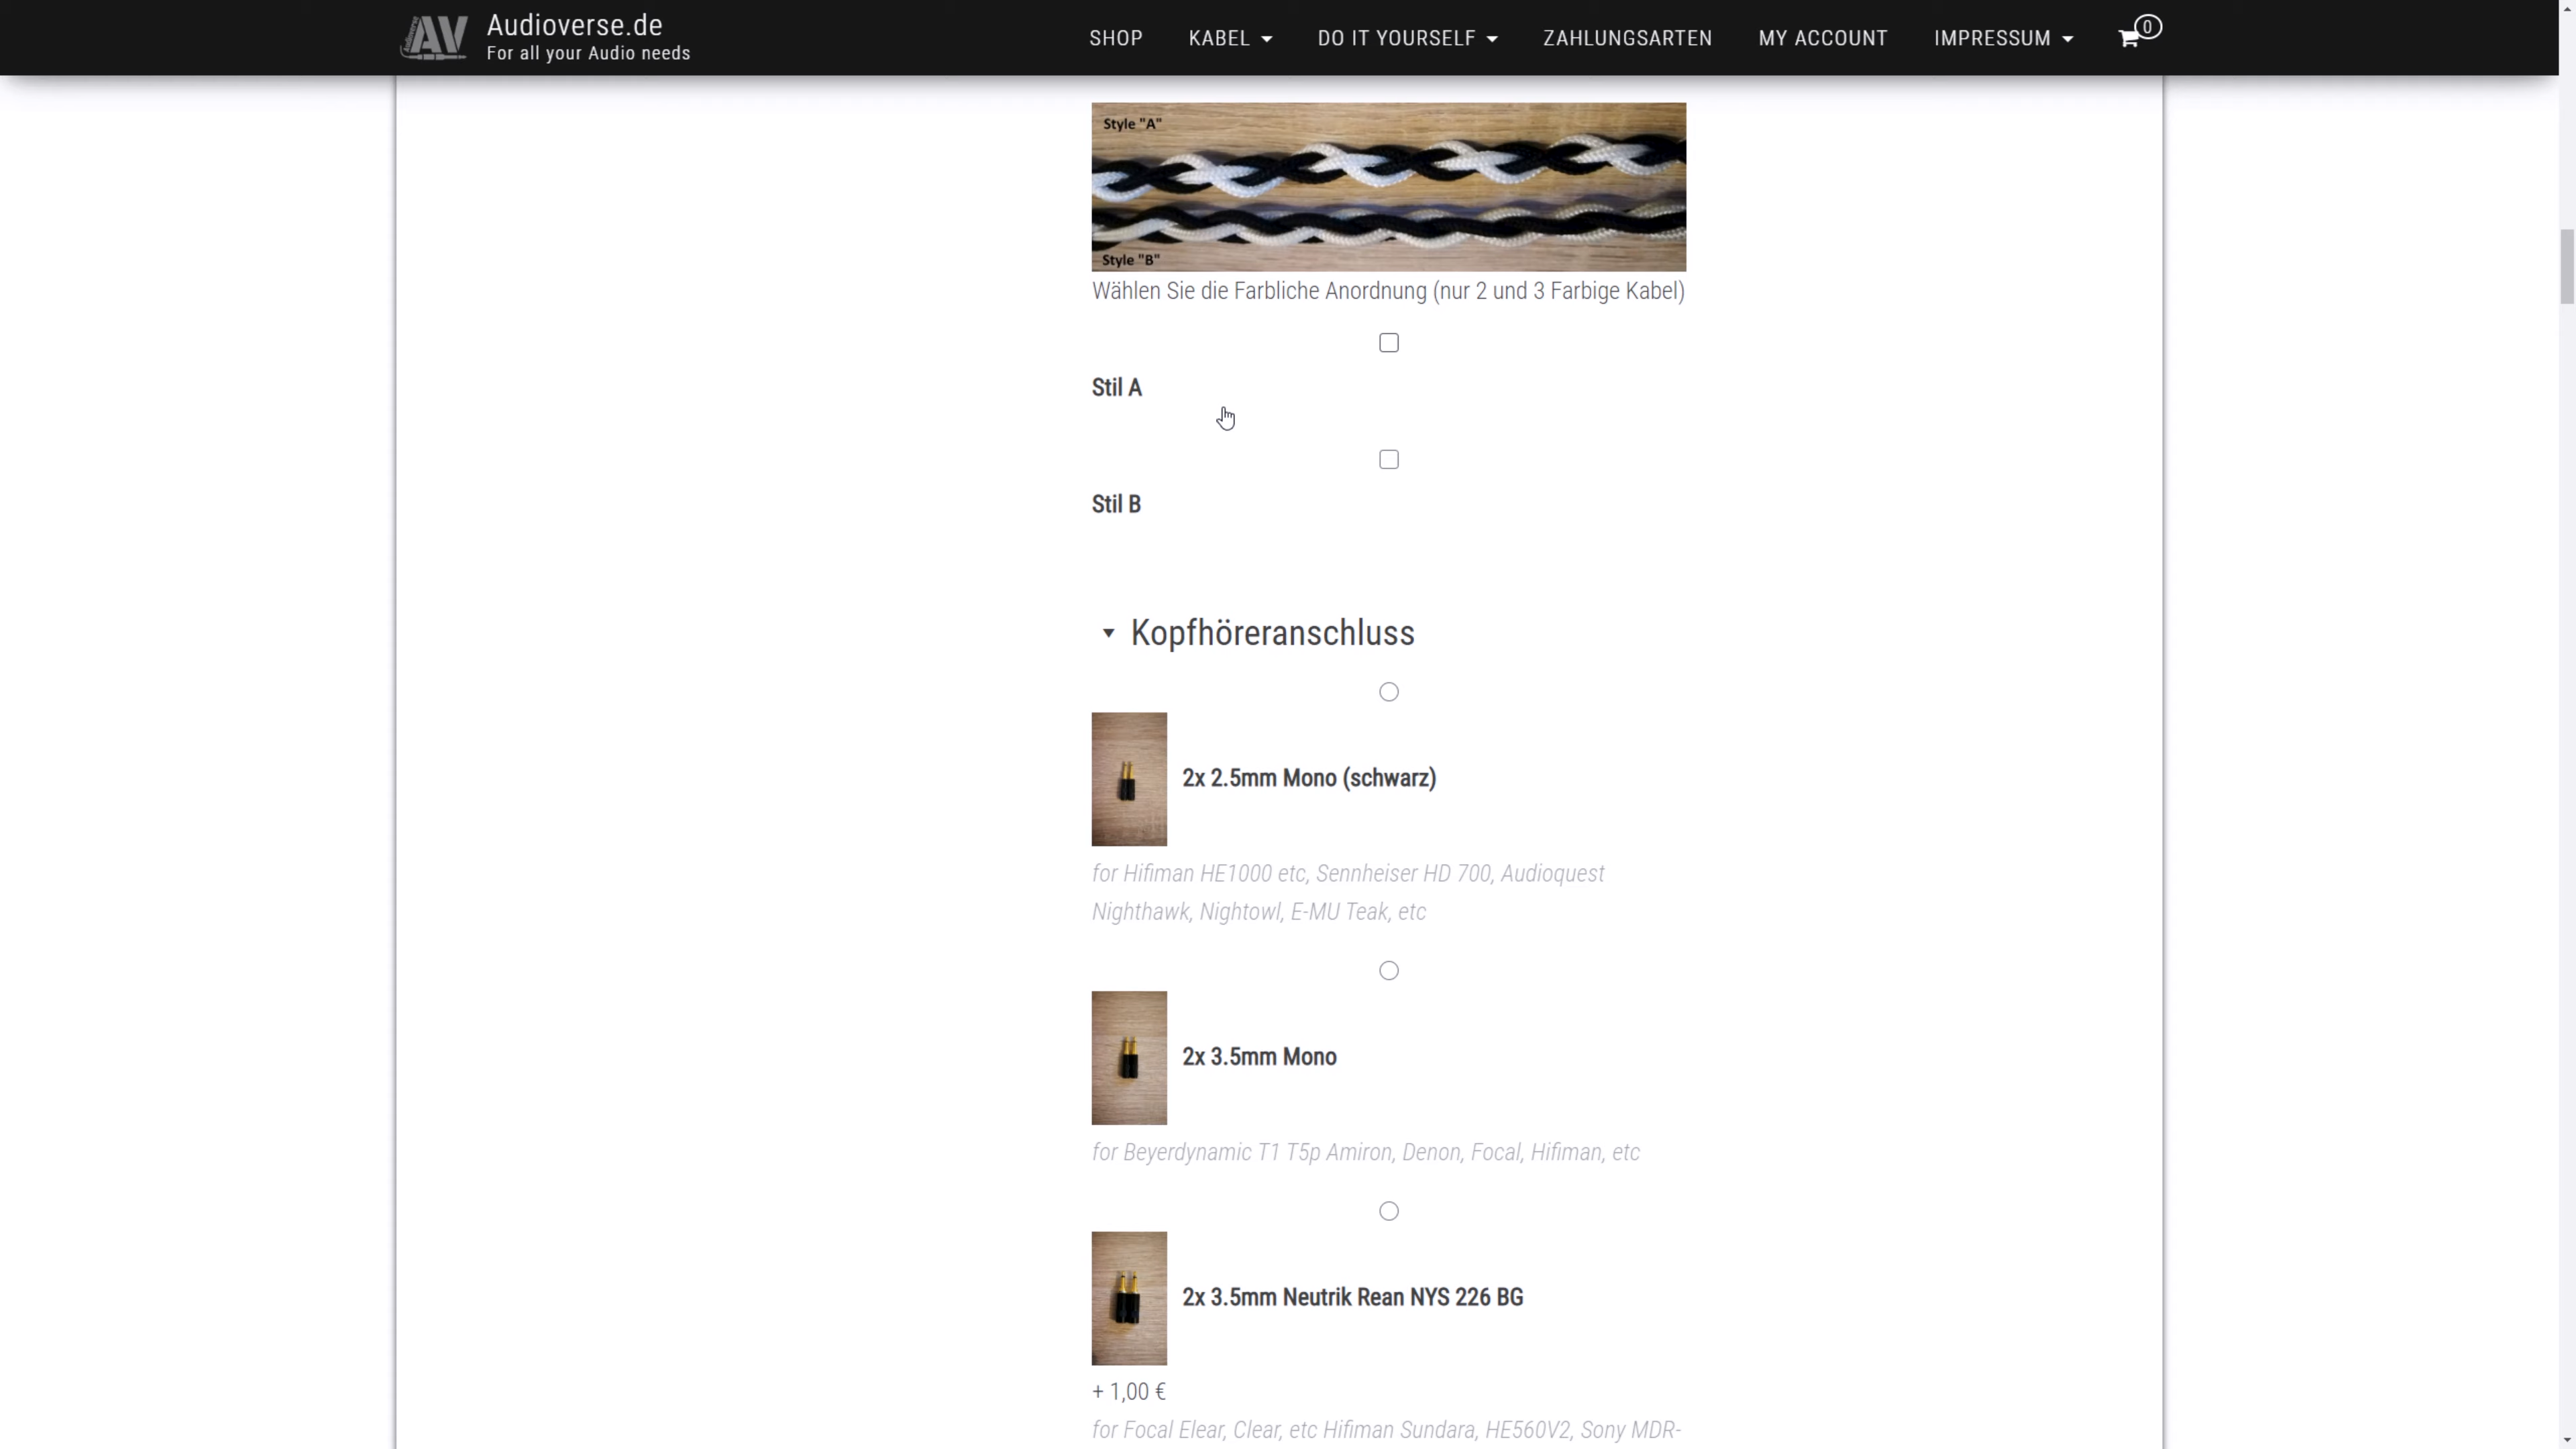 Audioverse.de
For all your Audio needs
SHOP KABEL DO IT YOURSELF ZAHLUNGSARTEN MY ACCOUNT IMPRESSUM 0
Style "A"
Style "B"
Wählen Sie die Farbliche Anordnung (nur 2 und 3 Farbige Kabel)
Stil A
Stil B
Kopfhöreranschluss
2x 2.5mm Mono (schwarz)
for Hifiman HE1000 etc, Sennheiser HD 700, Audioquest
Nighthawk, Nightowl, E-MU Teak, etc
2x 3.5mm Mono
for Beyerdynamic T1 T5p Amiron, Denon, Focal, Hifiman, etc
2x 3.5mm Neutrik Rean NYS 226 BG
+ 1,00 €
for Focal Elear, Clear, etc Hifiman Sundara, HE560V2, Sony MDR-